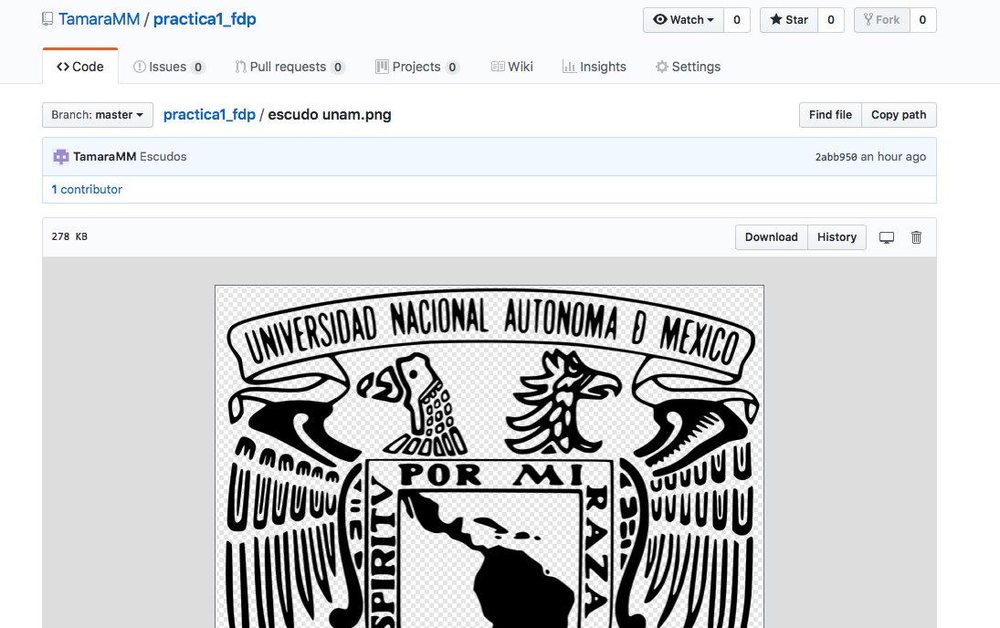 TamaraMM / practica1_fdp
Watch 0 Star 0 Fork 0
Code Issues 0 Pull requests 0 Projects 0 Wiki Insights Settings
Branch: master practica1_fdp / escudo unam.png Find file Copy path
TamaraMM Escudos 2abb950 an hour ago
1 contributor
278 KB Download History
UNIVERSIDAD NACIONAL AUTONOMA D MEXICO
POR MI
RAZA
SPIRITV